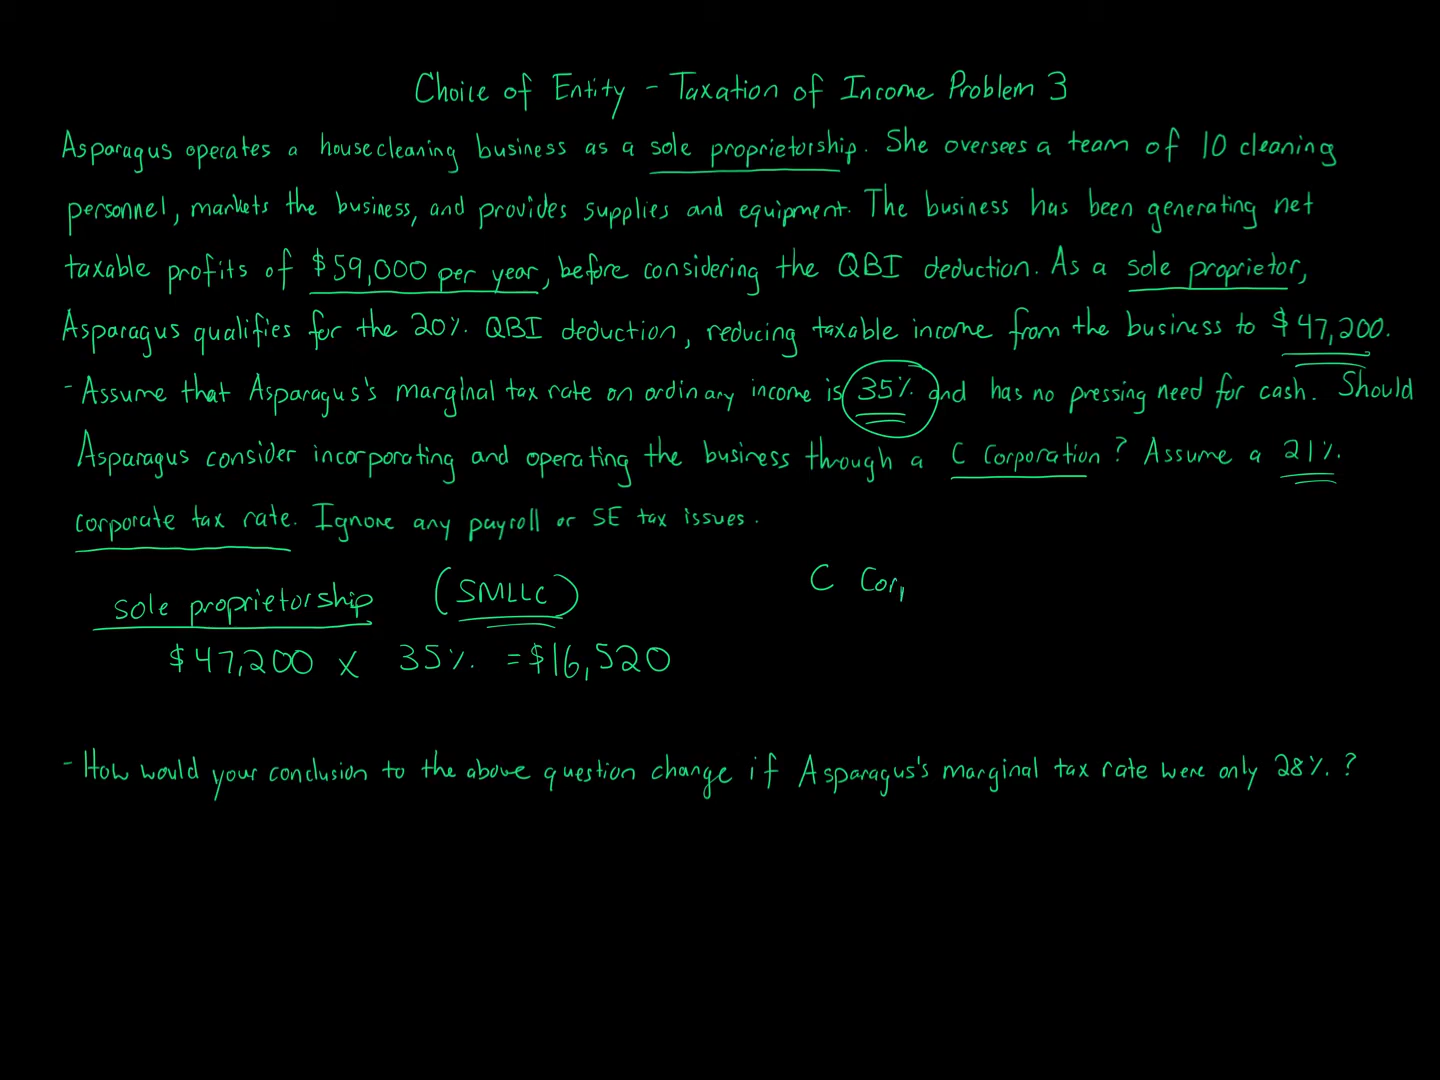 Choice of Entity - Taxation of Income Problem 3
Asparagus operates a housecleaning business as a sole proprietorship. She oversees a team of 10 cleaning
personnel, markets the business, and provides supplies and equipment. The business has been generating net
taxable profits of $59,000 per year, before considering the QBI deduction. As a sole proprietor,
Asparagus qualifies for the 20% QBI deduction, reducing taxable income from the business to $47,200.
- Assume that Asparagus's marginal tax rate on ordinary income is 35% and has no pressing need for cash. Should
Asparagus consider incorporating and operating the business through a C Corporation? Assume a 21%
corporate tax rate. Ignore any payroll or SE tax issues.
sole proprietorship (SMLLC) C Cor
$47,200 x 35% = $16,520
- How would your conclusion to the above question change if Asparagus's marginal tax rate were only 28%?